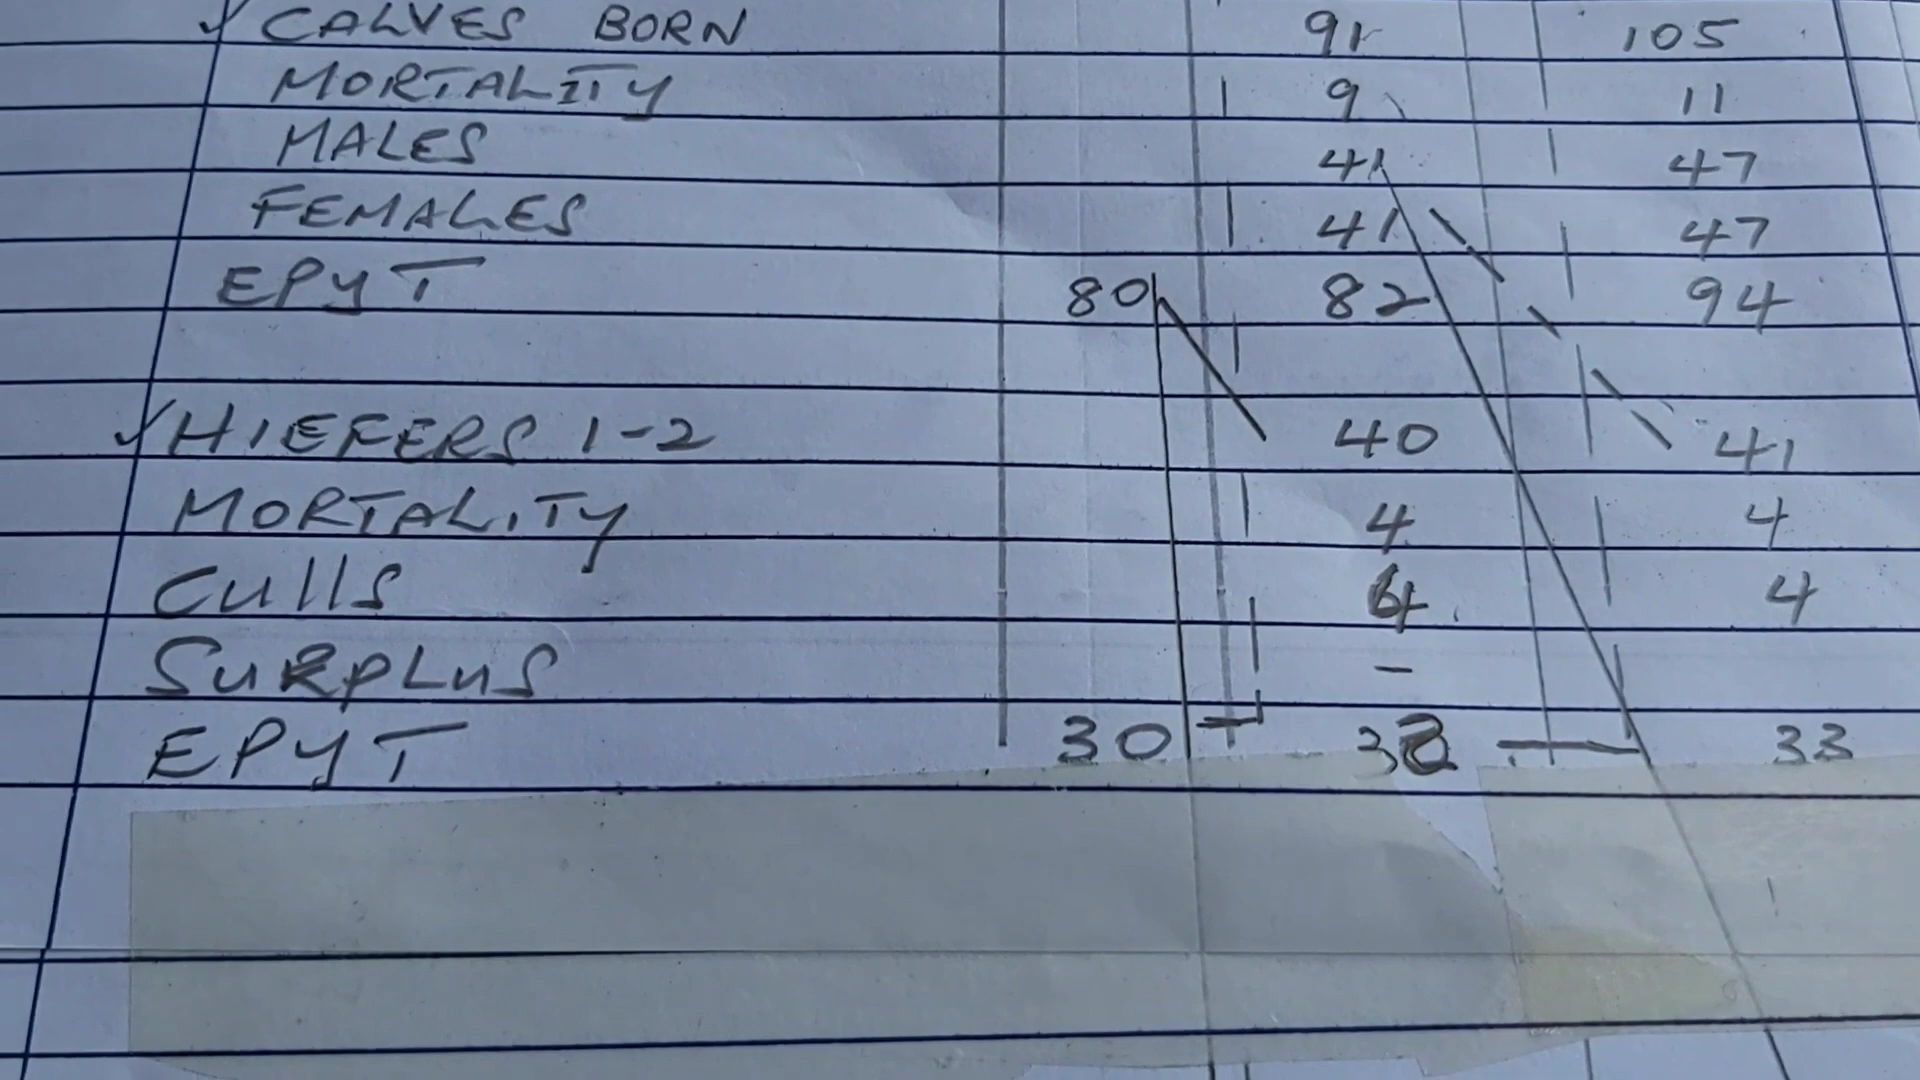 ✓ CALVES BORN 91 105
MORTALITY 9 11
MALES 41 47
FEMALES 41 47
EPYT 80 82 94
✓ HIEFERS 1-2 40 41
MORTALITY 4 4
Culls 4 4
SURPLUS -
EPYT 30 32 33